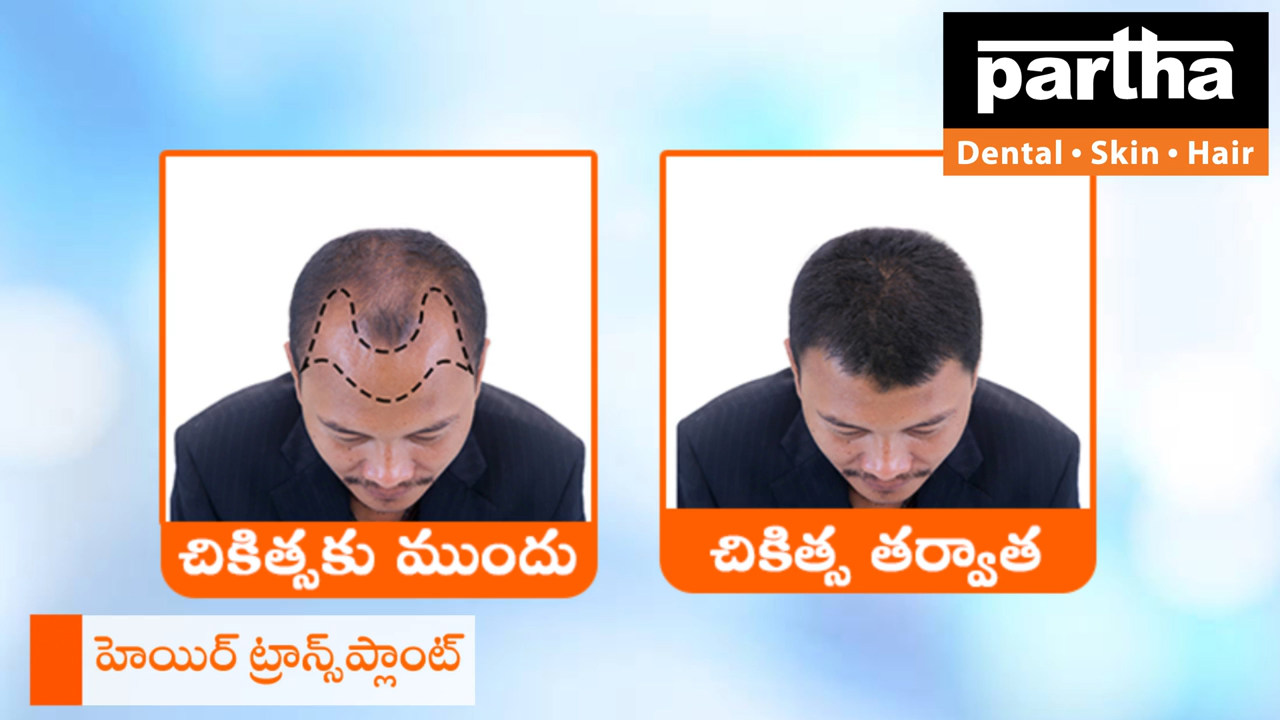 partha
Dental • Skin • Hair
చికిత్సకు ముందు
చికిత్స తర్వాత
హెయిర్ ట్రాన్స్‌ప్లాంట్